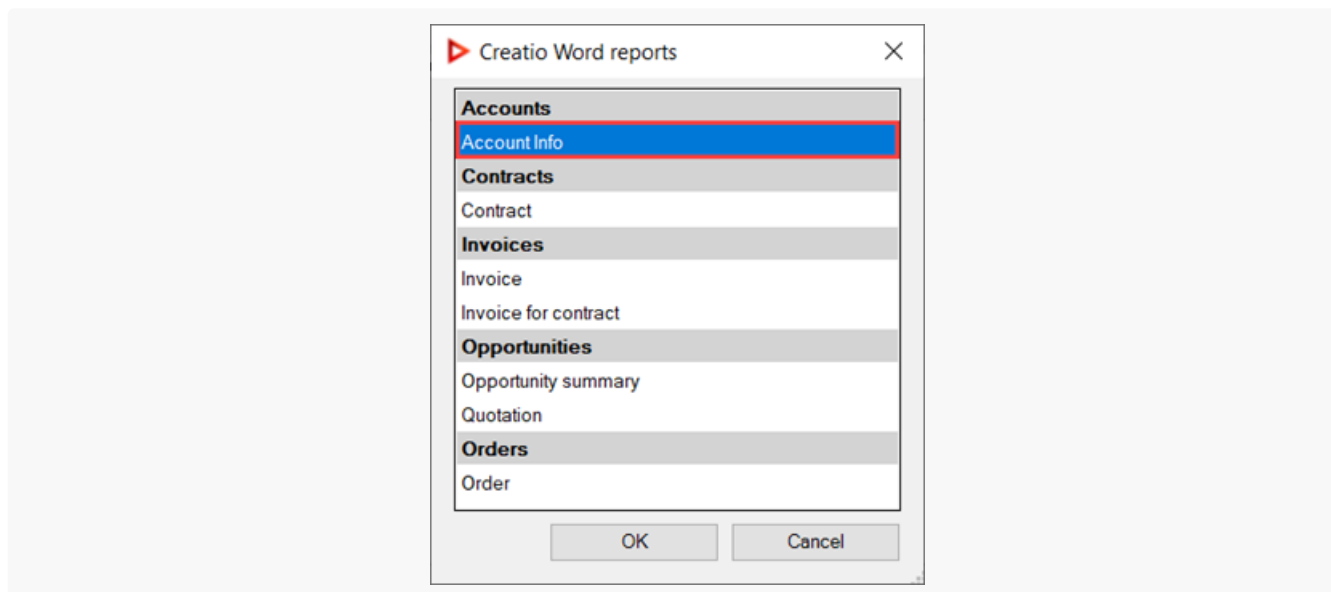 Creatio Word reports
Accounts
Account Info
Contracts
Contract
Invoices
Invoice
Invoice for contract
Opportunities
Opportunity summary
Quotation
Orders
Order
OK Cancel